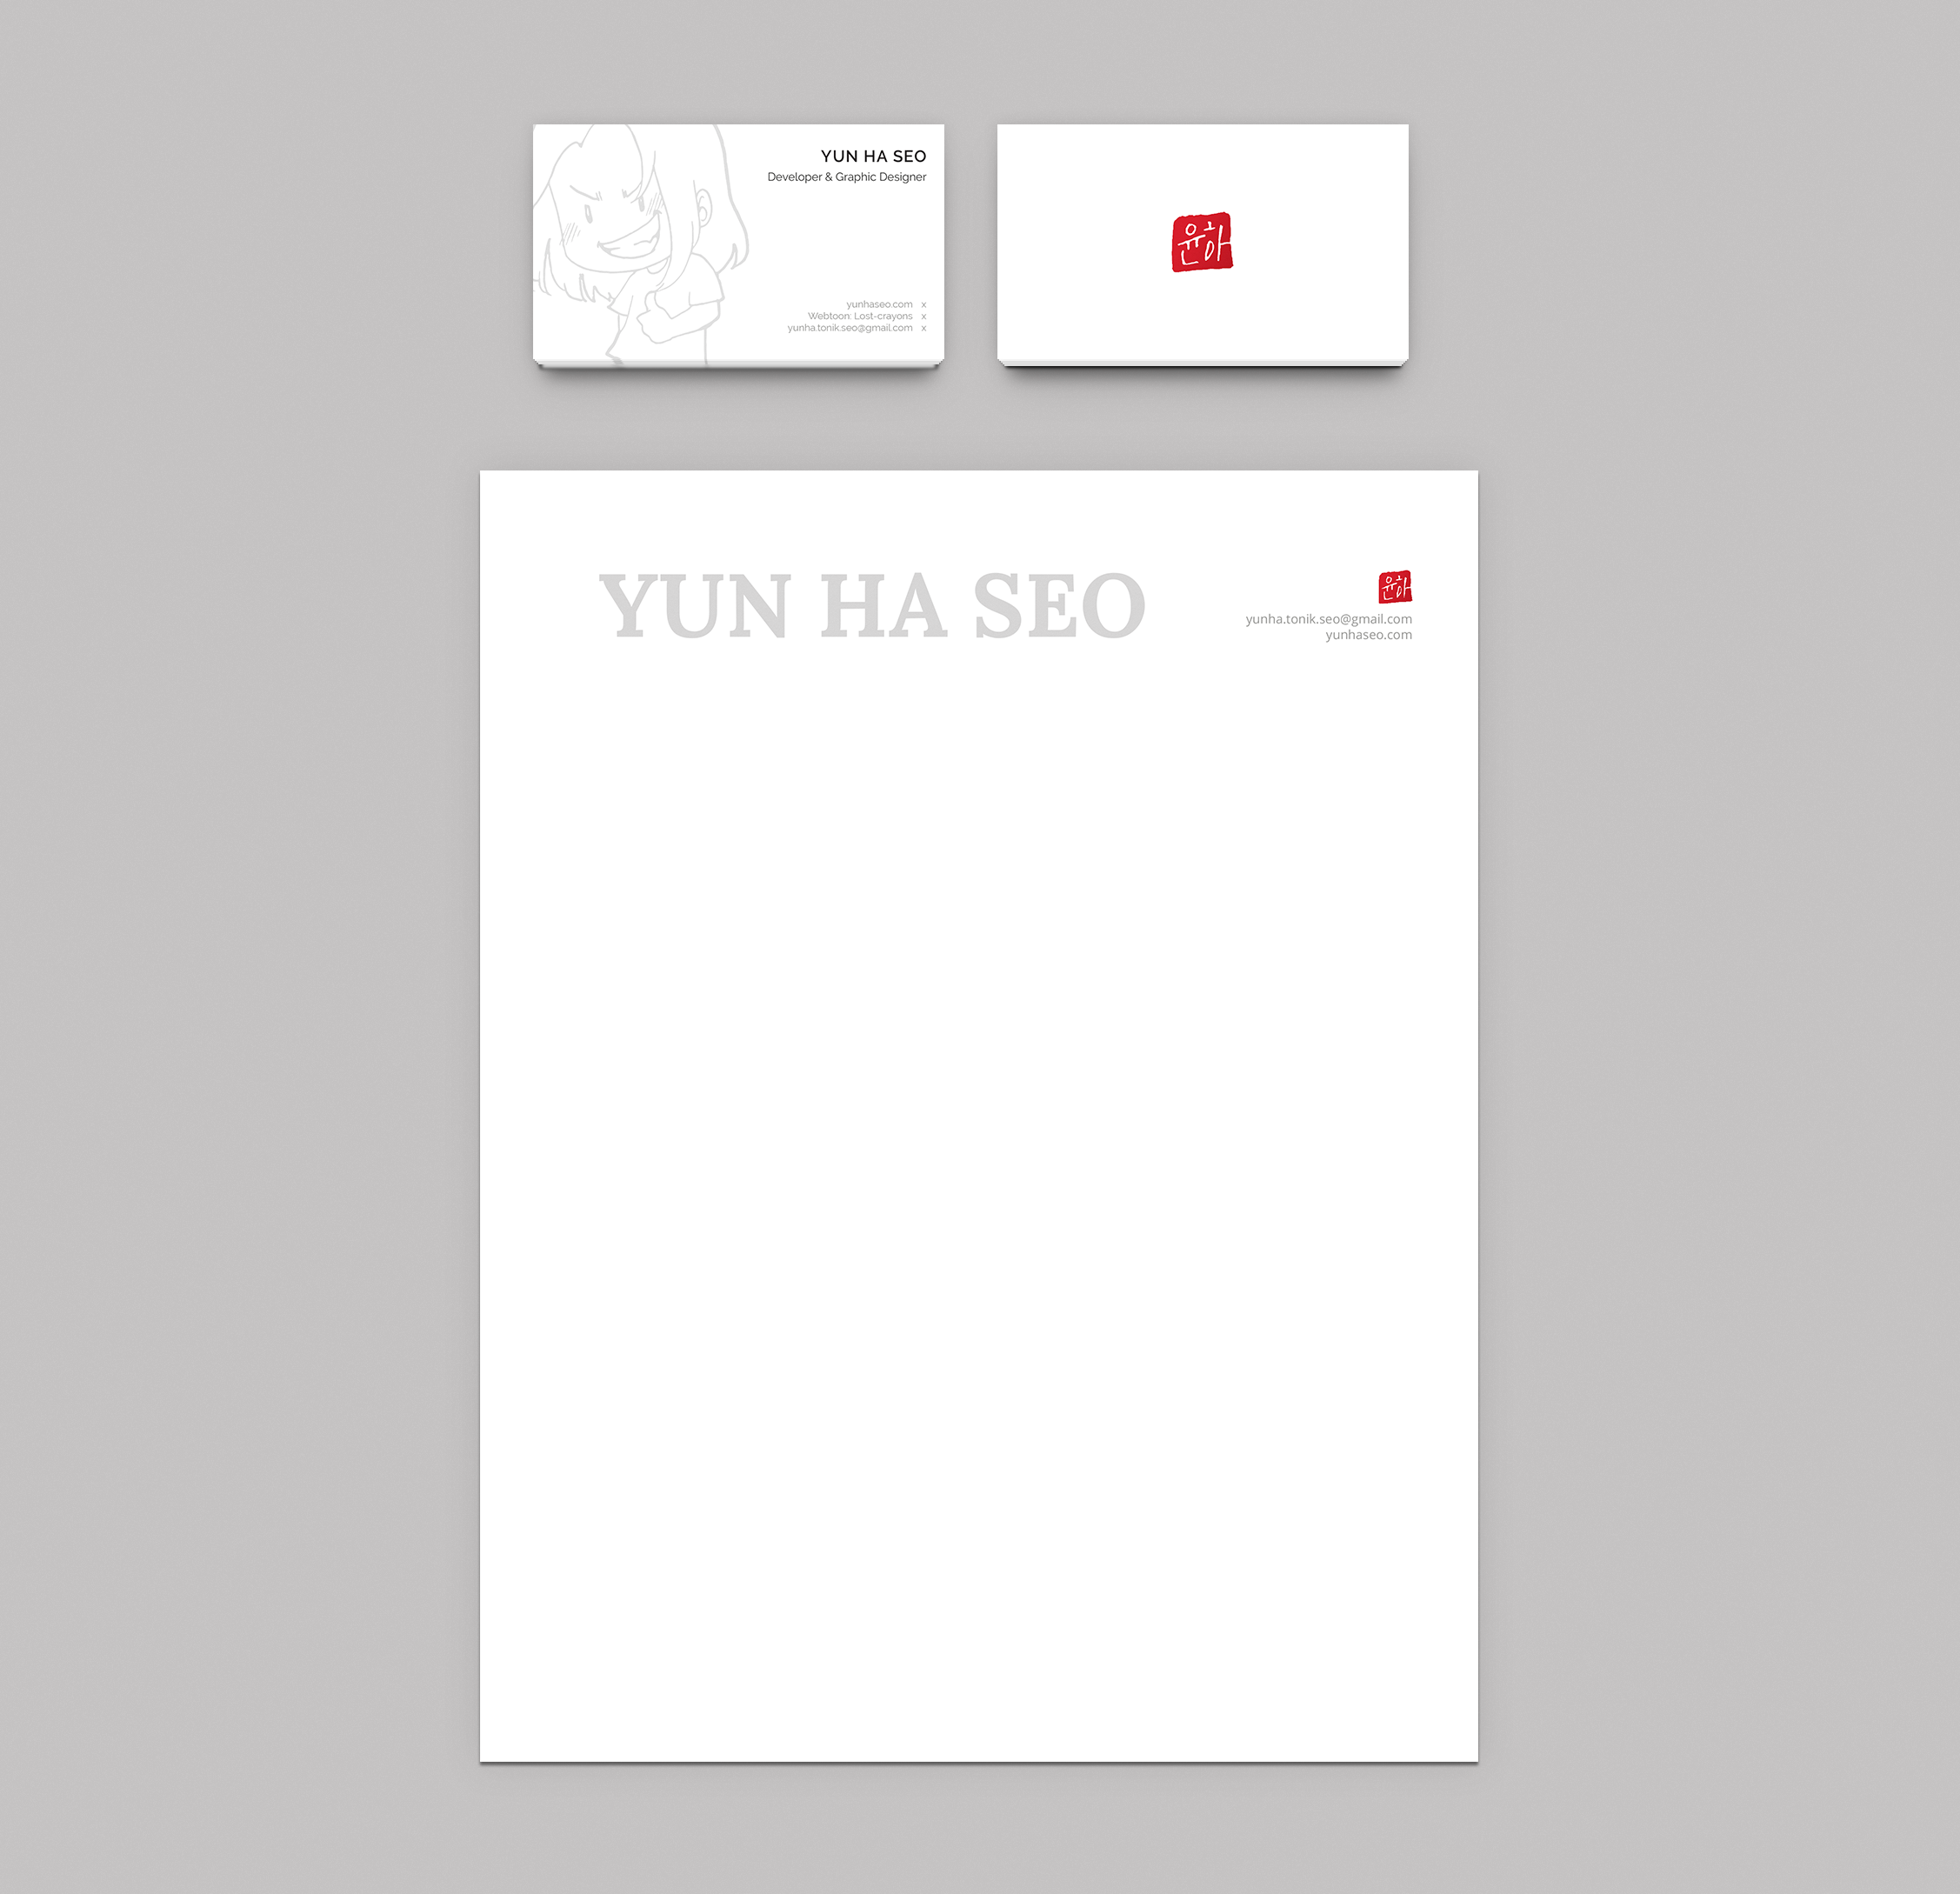 YUN HA SEO
Developer & Graphic Designer
yunhaseo.com x
Webtoon: Lost-crayons x
yunha.tonik.seo@gmail.com x
윤하
YUN HA SEO
윤하
yunha.tonik.seo@gmail.com
yunhaseo.com